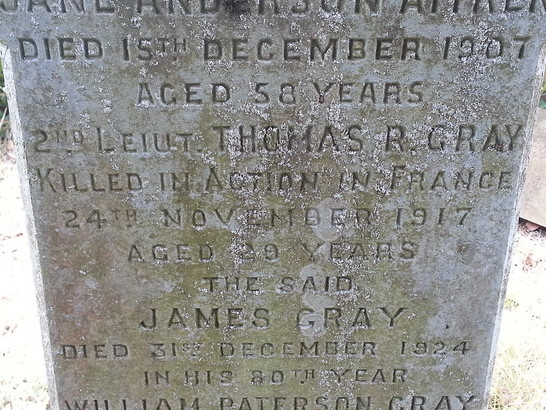 JANE ANDERSON AITKEN
DIED 15TH DECEMBER 1907
AGED 58 YEARS
2ND LEIUT. THOMAS R. GRAY
KILLED IN ACTION IN FRANCE
24TH NOVEMBER 1917
AGED 29 YEARS
THE SAID
JAMES GRAY
DIED 31ST DECEMBER 1924
IN HIS 80TH YEAR
WILLIAM PATERSON GRAY